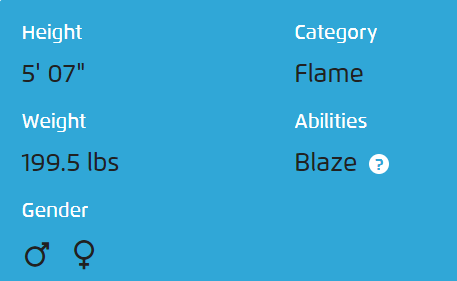 Height
5' 07"
Weight
199.5 lbs
Gender
♂ ♀
Category
Flame
Abilities
Blaze ?